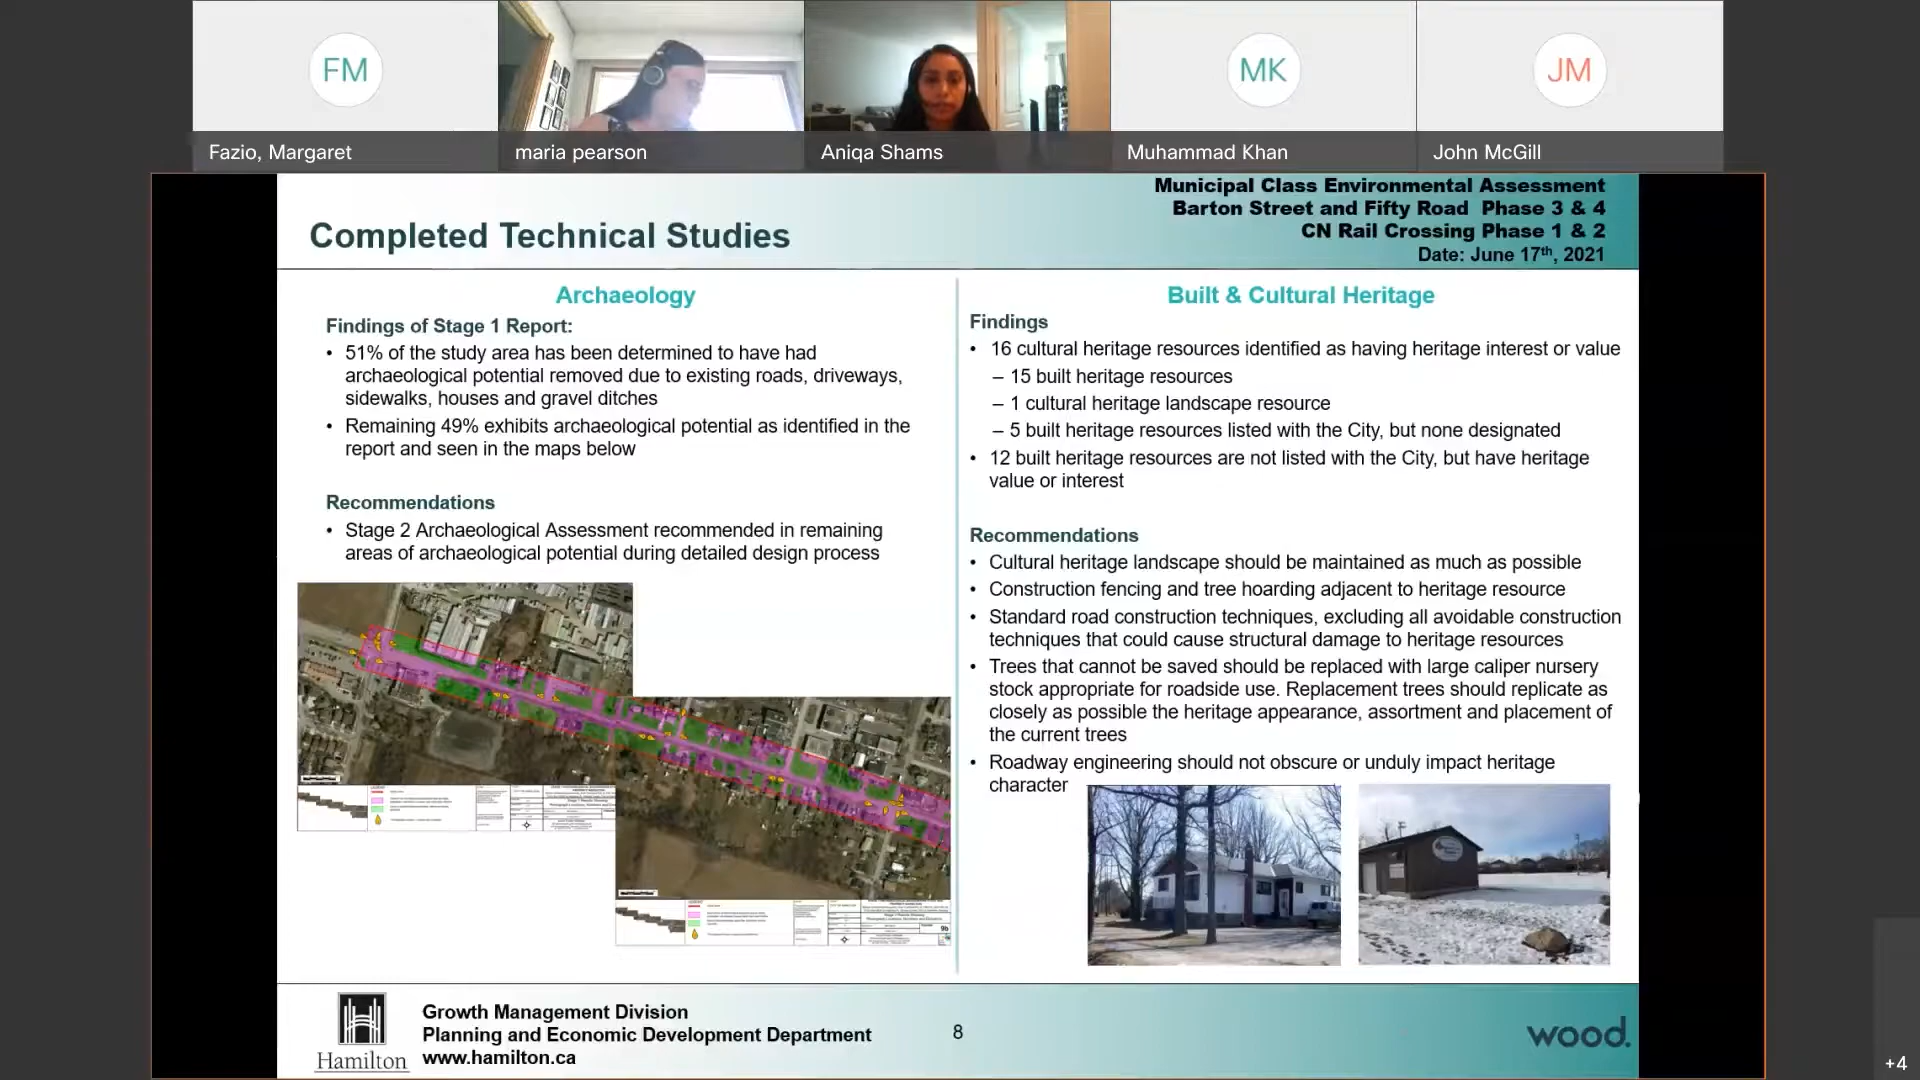 FM
MK
JM
Fazio, Margaret
maria pearson
Aniqa Shams
Muhammad Khan
John McGill
Municipal Class Environmental Assessment
Barton Street and Fifty Road Phase 3 & 4
CN Rail Crossing Phase 1 & 2
Date: June 17th, 2021
Completed Technical Studies
Archaeology
Findings of Stage 1 Report:
• 51% of the study area has been determined to have had
archaeological potential removed due to existing roads, driveways,
sidewalks, houses and gravel ditches
• Remaining 49% exhibits archaeological potential as identified in the
report and seen in the maps below
Recommendations
• Stage 2 Archaeological Assessment recommended in remaining
areas of archaeological potential during detailed design process
Built & Cultural Heritage
Findings
• 16 cultural heritage resources identified as having heritage interest or value
– 15 built heritage resources
– 1 cultural heritage landscape resource
– 5 built heritage resources listed with the City, but none designated
• 12 built heritage resources are not listed with the City, but have heritage
value or interest
Recommendations
• Cultural heritage landscape should be maintained as much as possible
• Construction fencing and tree hoarding adjacent to heritage resource
• Standard road construction techniques, excluding all avoidable construction
techniques that could cause structural damage to heritage resources
• Trees that cannot be saved should be replaced with large caliper nursery
stock appropriate for roadside use. Replacement trees should replicate as
closely as possible the heritage appearance, assortment and placement of
the current trees
• Roadway engineering should not obscure or unduly impact heritage
character
9b
Hamilton
Growth Management Division
Planning and Economic Development Department
www.hamilton.ca
8
wood.
+4